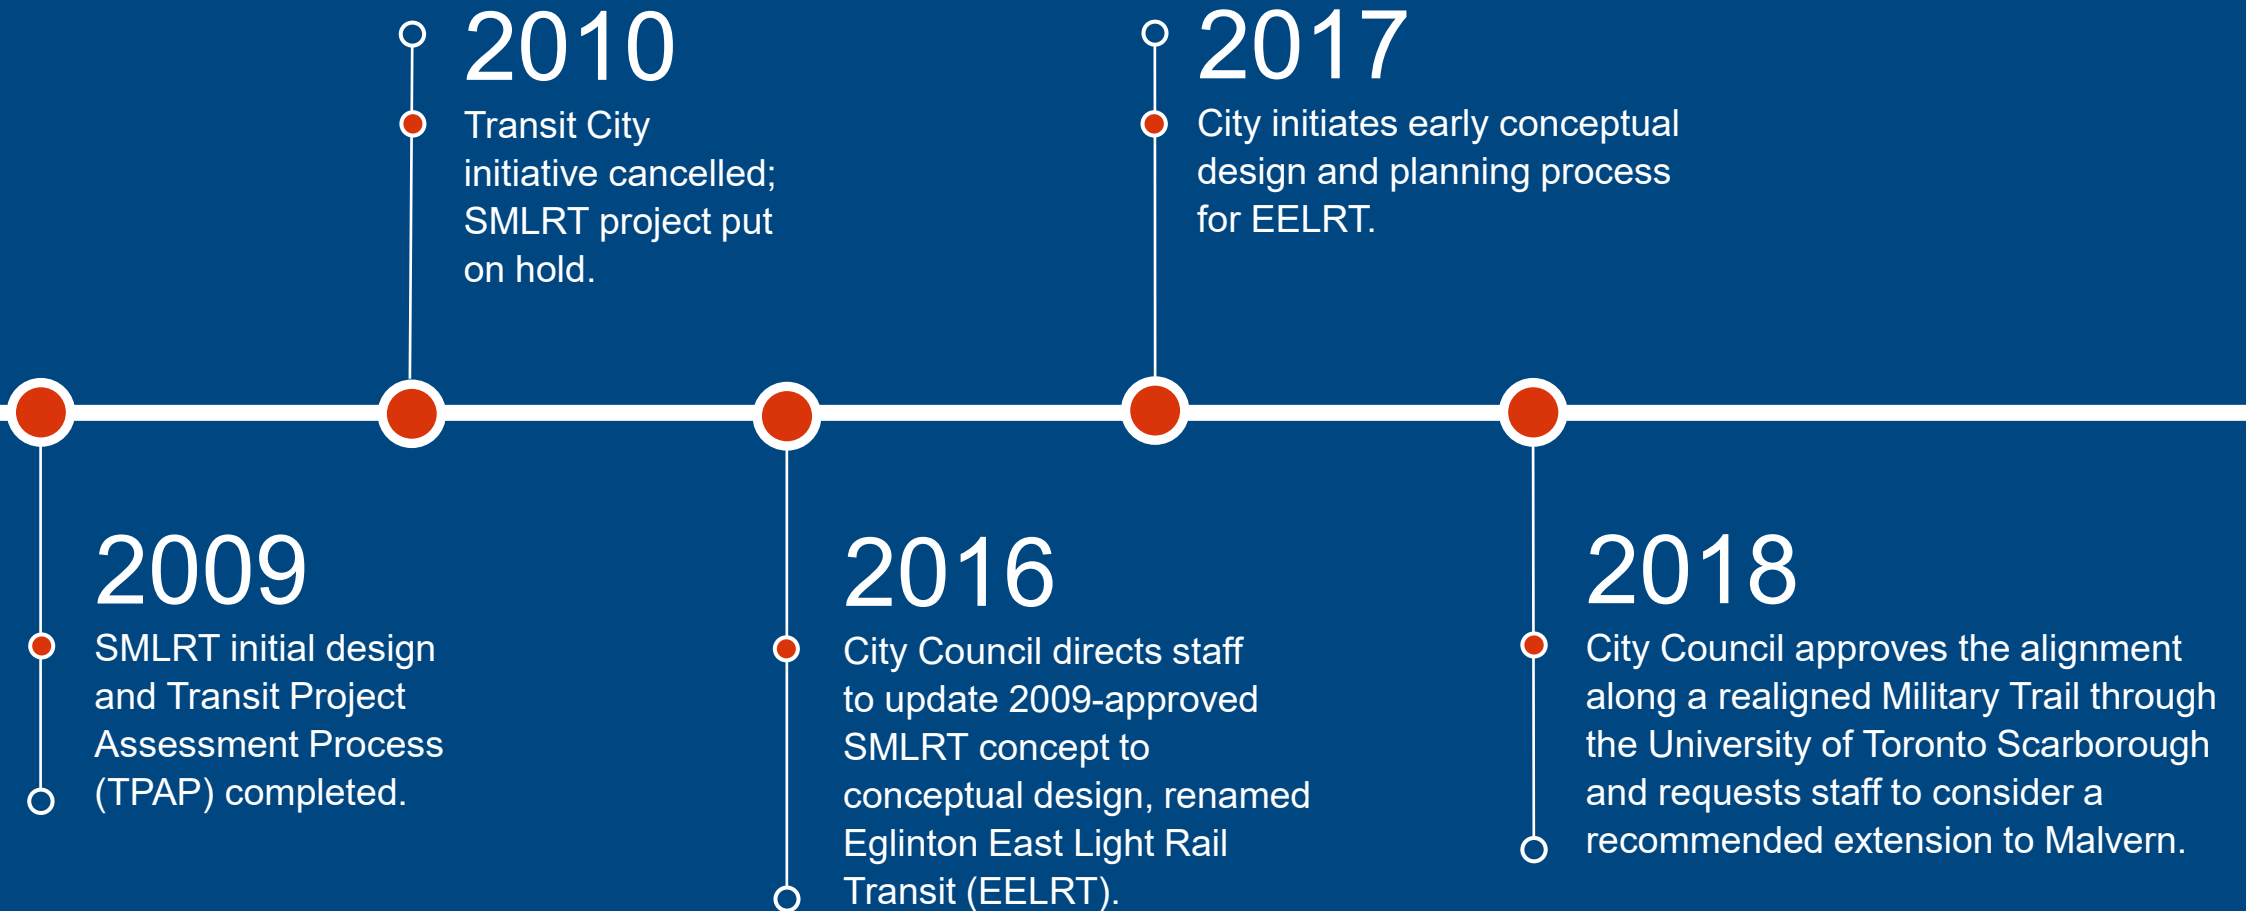 2010
Transit City
initiative cancelled;
SMLRT project put
on hold.
2017
City initiates early conceptual
design and planning process
for EELRT.
2009
SMLRT initial design
and Transit Project
Assessment Process
(TPAP) completed.
2016
City Council directs staff
to update 2009-approved
SMLRT concept to
conceptual design, renamed
Eglinton East Light Rail
Transit (EELRT).
2018
City Council approves the alignment
along a realigned Military Trail through
the University of Toronto Scarborough
and requests staff to consider a
recommended extension to Malvern.